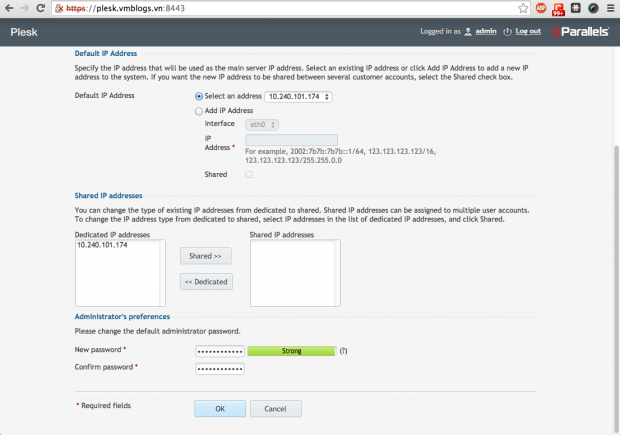 https://plesk.vmblogs.vn:8443
99+
Plesk
Logged in as admin Log out Parallels®
Default IP Address
Specify the IP address that will be used as the main server IP address. Select an existing IP address or click Add IP Address to add a new IP
address to the system. If you want the new IP address to be shared between several customer accounts, select the Shared check box.
Default IP Address
Select an address 10.240.101.174
Add IP Address
Interface eth0
IP
Address *
For example, 2002:7b7b:7b7b::1/64, 123.123.123.123/16,
123.123.123.123/255.255.0.0
Shared
Shared IP addresses
You can change the type of existing IP addresses from dedicated to shared. Shared IP addresses can be assigned to multiple user accounts.
To change the IP address type from dedicated to shared, select IP addresses in the list of dedicated IP addresses, and click Shared.
Dedicated IP addresses Shared IP addresses
10.240.101.174
Shared >>
<< Dedicated
Administrator's preferences
Please change the default administrator password.
New password * •••••••••••• Strong (?)
Confirm password * ••••••••••••
* Required fields OK Cancel